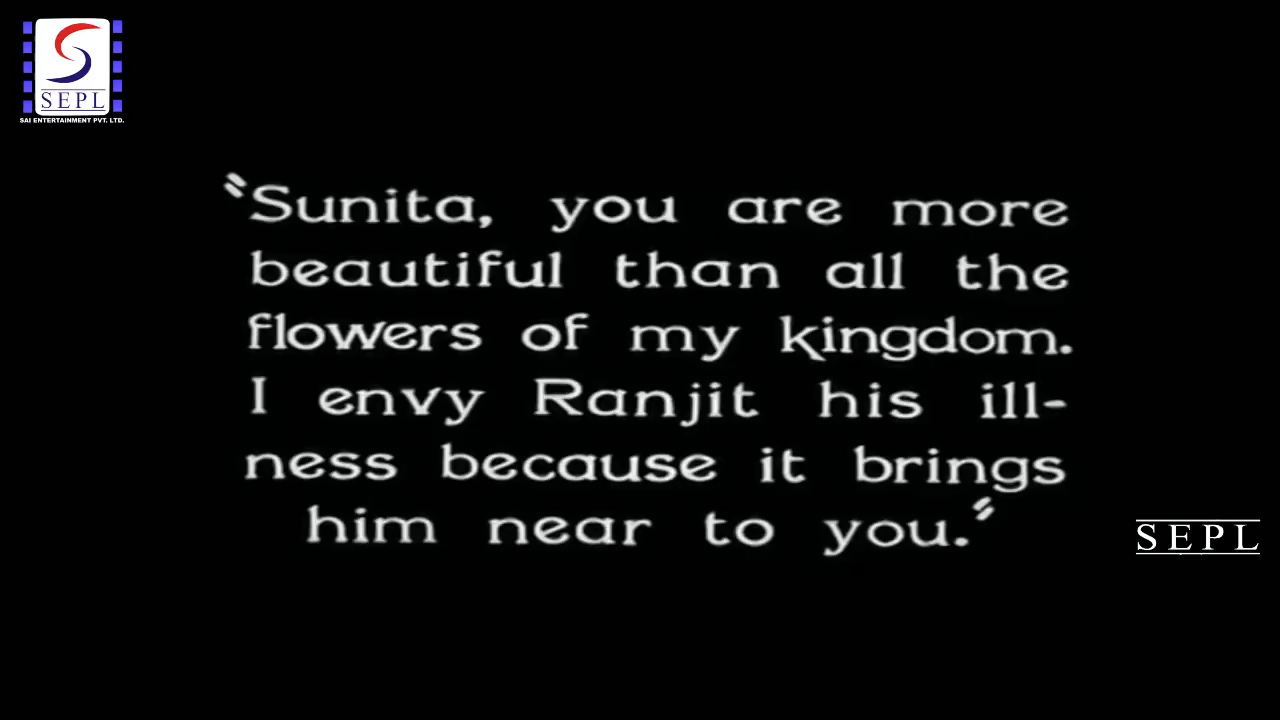 SEPL
SAI ENTERTAINMENT PVT. LTD.
"Sunita, you are more
beautiful than all the
flowers of my kingdom.
I envy Ranjit his ill-
ness because it brings
him near to you."
SEPL